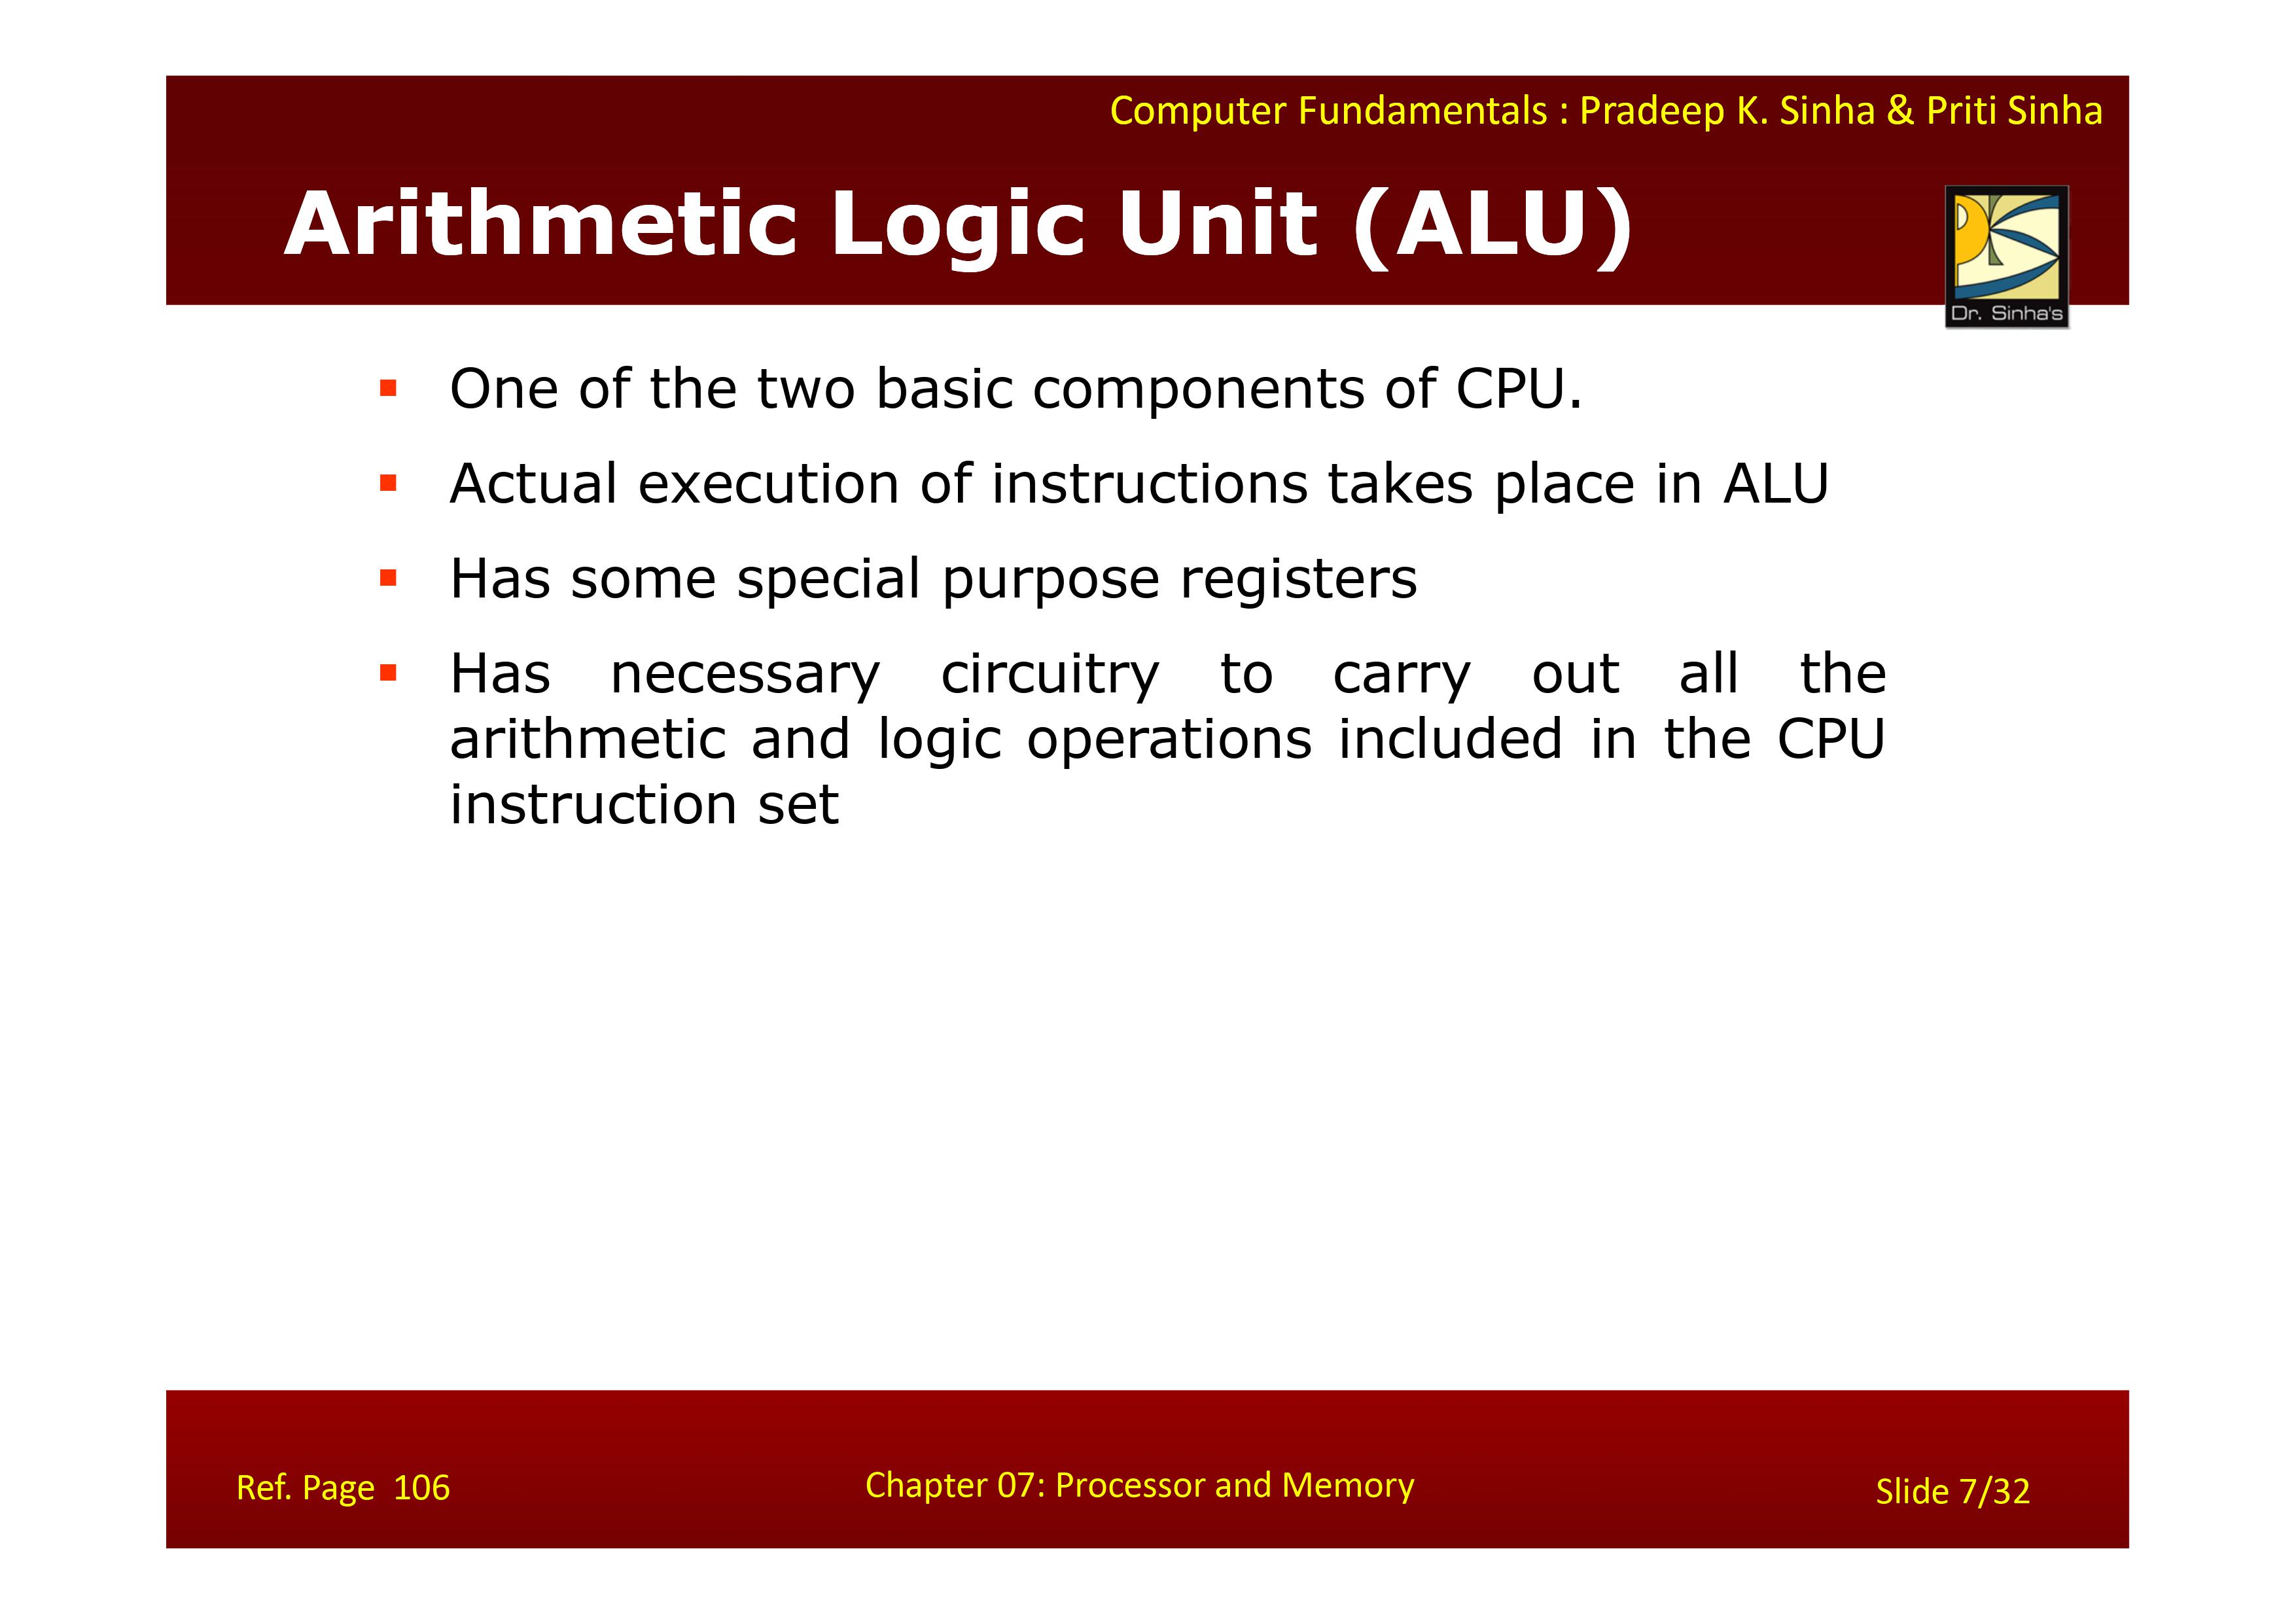 Computer Fundamentals : Pradeep K. Sinha & Priti Sinha
Arithmetic Logic Unit (ALU)
Dr. Sinha's
▪ One of the two basic components of CPU.
▪ Actual execution of instructions takes place in ALU
▪ Has some special purpose registers
▪ Has necessary circuitry to carry out all the
arithmetic and logic operations included in the CPU
instruction set
Ref. Page 106
Chapter 07: Processor and Memory
Slide 7/32